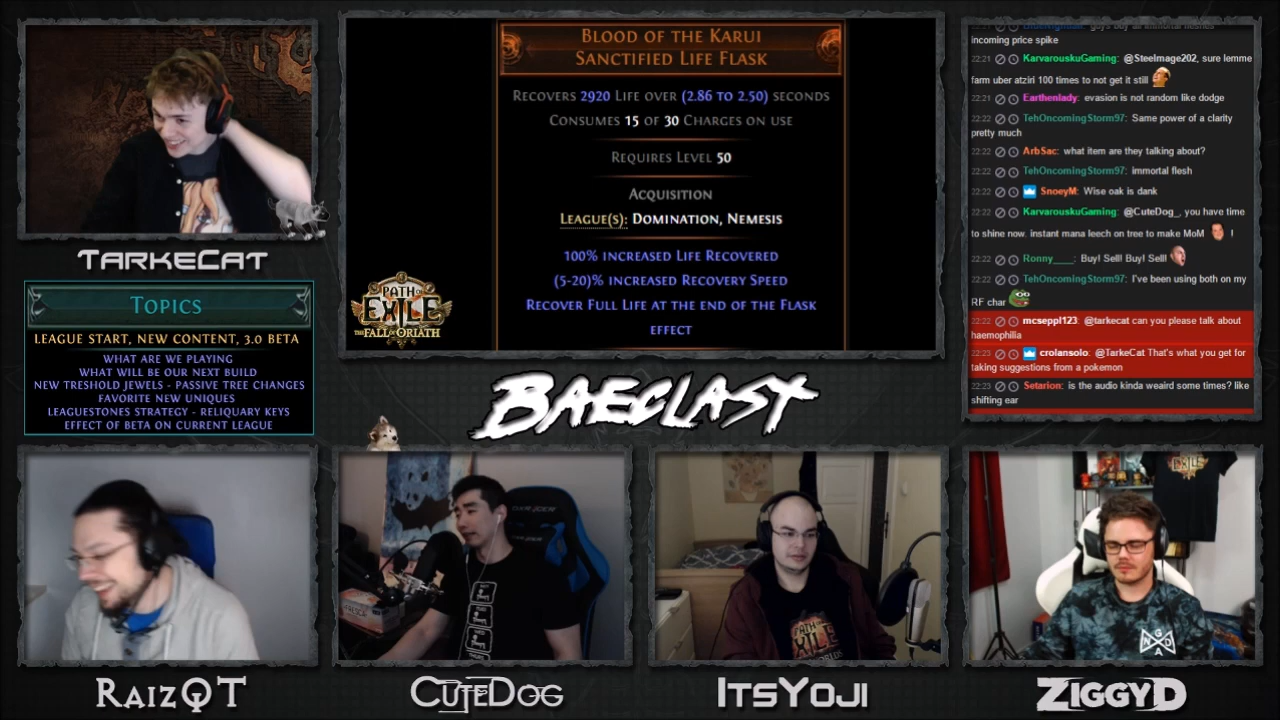 BLOOD OF THE KARUI
SANCTIFIED LIFE FLASK
RECOVERS 2920 LIFE OVER (2.86 TO 2.50) SECONDS
CONSUMES 15 OF 30 CHARGES ON USE
REQUIRES LEVEL 50
ACQUISITION
LEAGUE(S): DOMINATION, NEMESIS
100% INCREASED LIFE RECOVERED
(5-20)% INCREASED RECOVERY SPEED
RECOVER FULL LIFE AT THE END OF THE FLASK
EFFECT
PATH OF
EXILE
THE FALL OF ORIATH
TARKECAT
TOPICS
LEAGUE START, NEW CONTENT, 3.0 BETA
WHAT ARE WE PLAYING
WHAT WILL BE OUR NEXT BUILD
NEW TRESHOLD JEWELS - PASSIVE TREE CHANGES
FAVORITE NEW UNIQUES
LEAGUESTONES STRATEGY - RELIQUARY KEYS
EFFECT OF BETA ON CURRENT LEAGUE
BAECLAST
incoming price spike
22:21 KarvarouskuGaming: @Steelmage202, sure lemme
farm uber atziri 100 times to not get it still
22:21 Earthenlady: evasion is not random like dodge
22:22 TehOncomingStorm97: Same power of a clarity
pretty much
22:22 ArbSac: what item are they talking about?
22:22 TehOncomingStorm97: immortal flesh
22:22 SnoeyM: Wise oak is dank
22:22 KarvarouskuGaming: @CuteDog_, you have time
to shine now. instant mana leech on tree to make MoM !
22:22 Ronny____: Buy! Sell! Buy! Sell!
22:22 TehOncomingStorm97: I've been using both on my
RF char
22:22 mcseppl123: @tarkecat can you please talk about
haemophilia
22:23 crolansolo: @TarkeCat That's what you get for
taking suggestions from a pokemon
22:23 Setarion: is the audio kinda weaird some times? like
shifting ear
PATH OF
EXILE
EXILE
RAIZQT
CUTEDOG
ITSYOJI
ZIGGYD